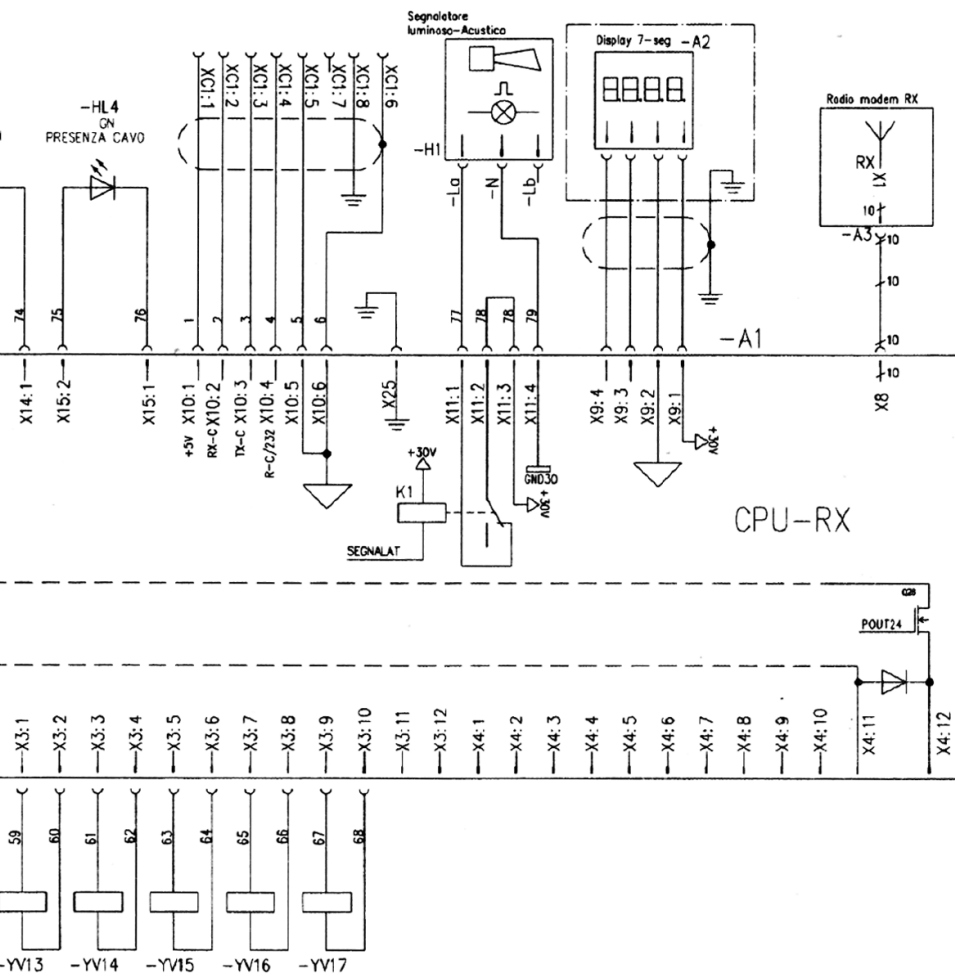 Segnalatore
luminoso-Acustico
Display 7-seg -A2
8.8.8.8.
Radio modem RX
RX
1X
10
-A3
10
10
10
10
-HL4
GN
PRESENZA CAVO
XC1:1
XC1:2
XC1:3
XC1:4
XC1:5
XC1:7
XC1:8
XC1:6
-H1
-La
-N
-Lb
74
75
76
1
2
3
4
5
6
77
78
78
79
-A1
X14:1
X15:2
X15:1
X10:1
X10:2
X10:3
X10:4
X10:5
X10:6
+5V
RX-C
TX-C
R-C/232
X25
X11:1
X11:2
X11:3
X11:4
X9:4
X9:3
X9:2
X9:1
X8
+30V
+30V
GND30
+30V
K1
SEGNALAT
CPU-RX
POUT24
X3:1
X3:2
X3:3
X3:4
X3:5
X3:6
X3:7
X3:8
X3:9
X3:10
X3:11
X3:12
X4:1
X4:2
X4:3
X4:4
X4:5
X4:6
X4:7
X4:8
X4:9
X4:10
X4:11
X4:12
59
60
61
62
63
64
65
66
67
68
-YV13
-YV14
-YV15
-YV16
-YV17